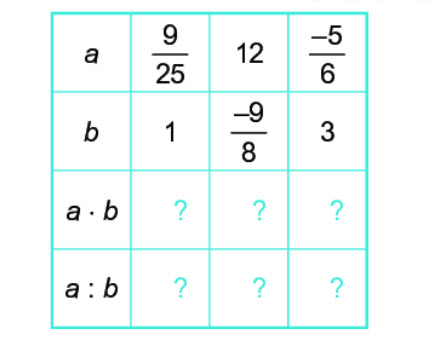 a 9/25 12 –5/6
b 1 –9/8 3
a · b ? ? ?
a : b ? ? ?